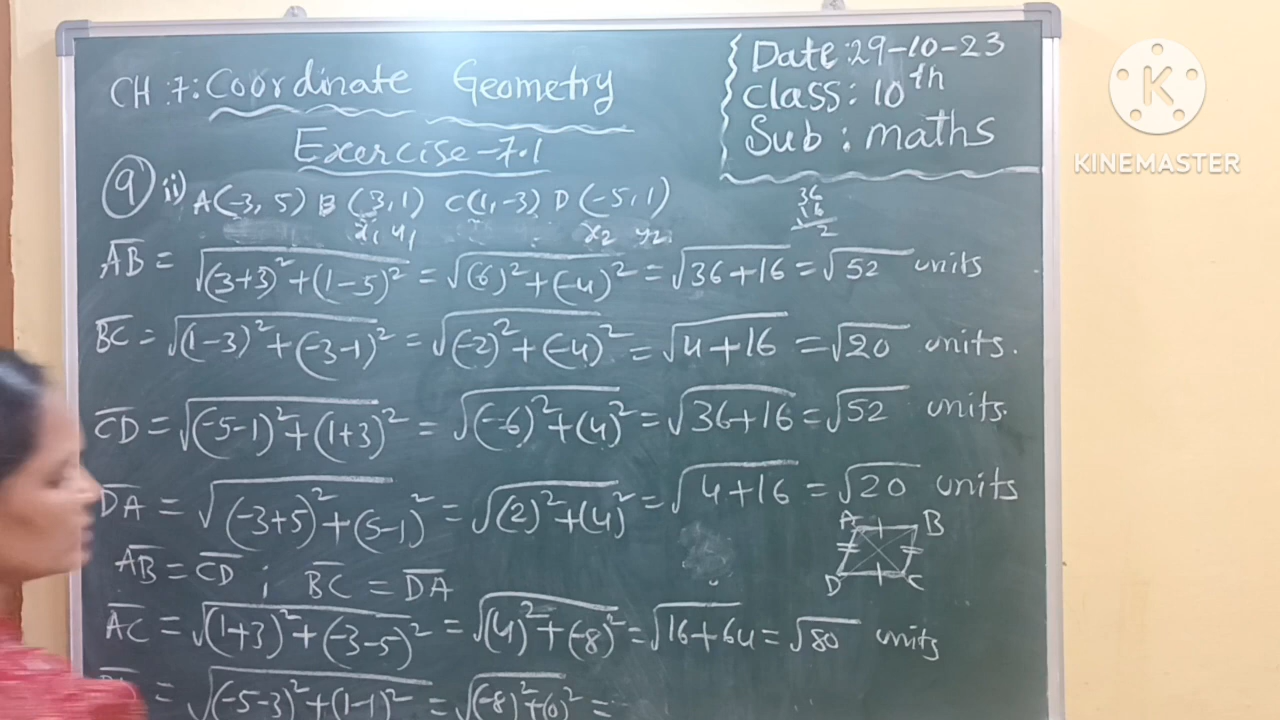 CH :7: Coordinate Geometry
Exercise-7.1
Date:29-10-23
Class: 10th
Sub : maths
KINEMASTER
9 ii) A(-3, 5) B (3, 1) C(1, -3) D (-5, 1)
x₁ y₁ x₂ y₂
36
16
2
AB = √(3+3)²+(1-5)² = √(6)²+(-4)² = √36+16 = √52 units
BC = √(1-3)²+(-3-1)² = √(-2)²+(-4)² = √4+16 = √20 units.
CD = √(-5-1)²+(1+3)² = √(-6)²+(4)² = √36+16 = √52 units.
DA = √(-3+5)²+(5-1)² = √(2)²+(4)² = √4+16 = √20 units
A B
D C
AB = CD ; BC = DA
AC = √(1+3)²+(-3-5)² = √(4)²+(-8)² = √16+64 = √80 units
= √(-5-3)²+(1-1)² = √(-8)²+(0)² =